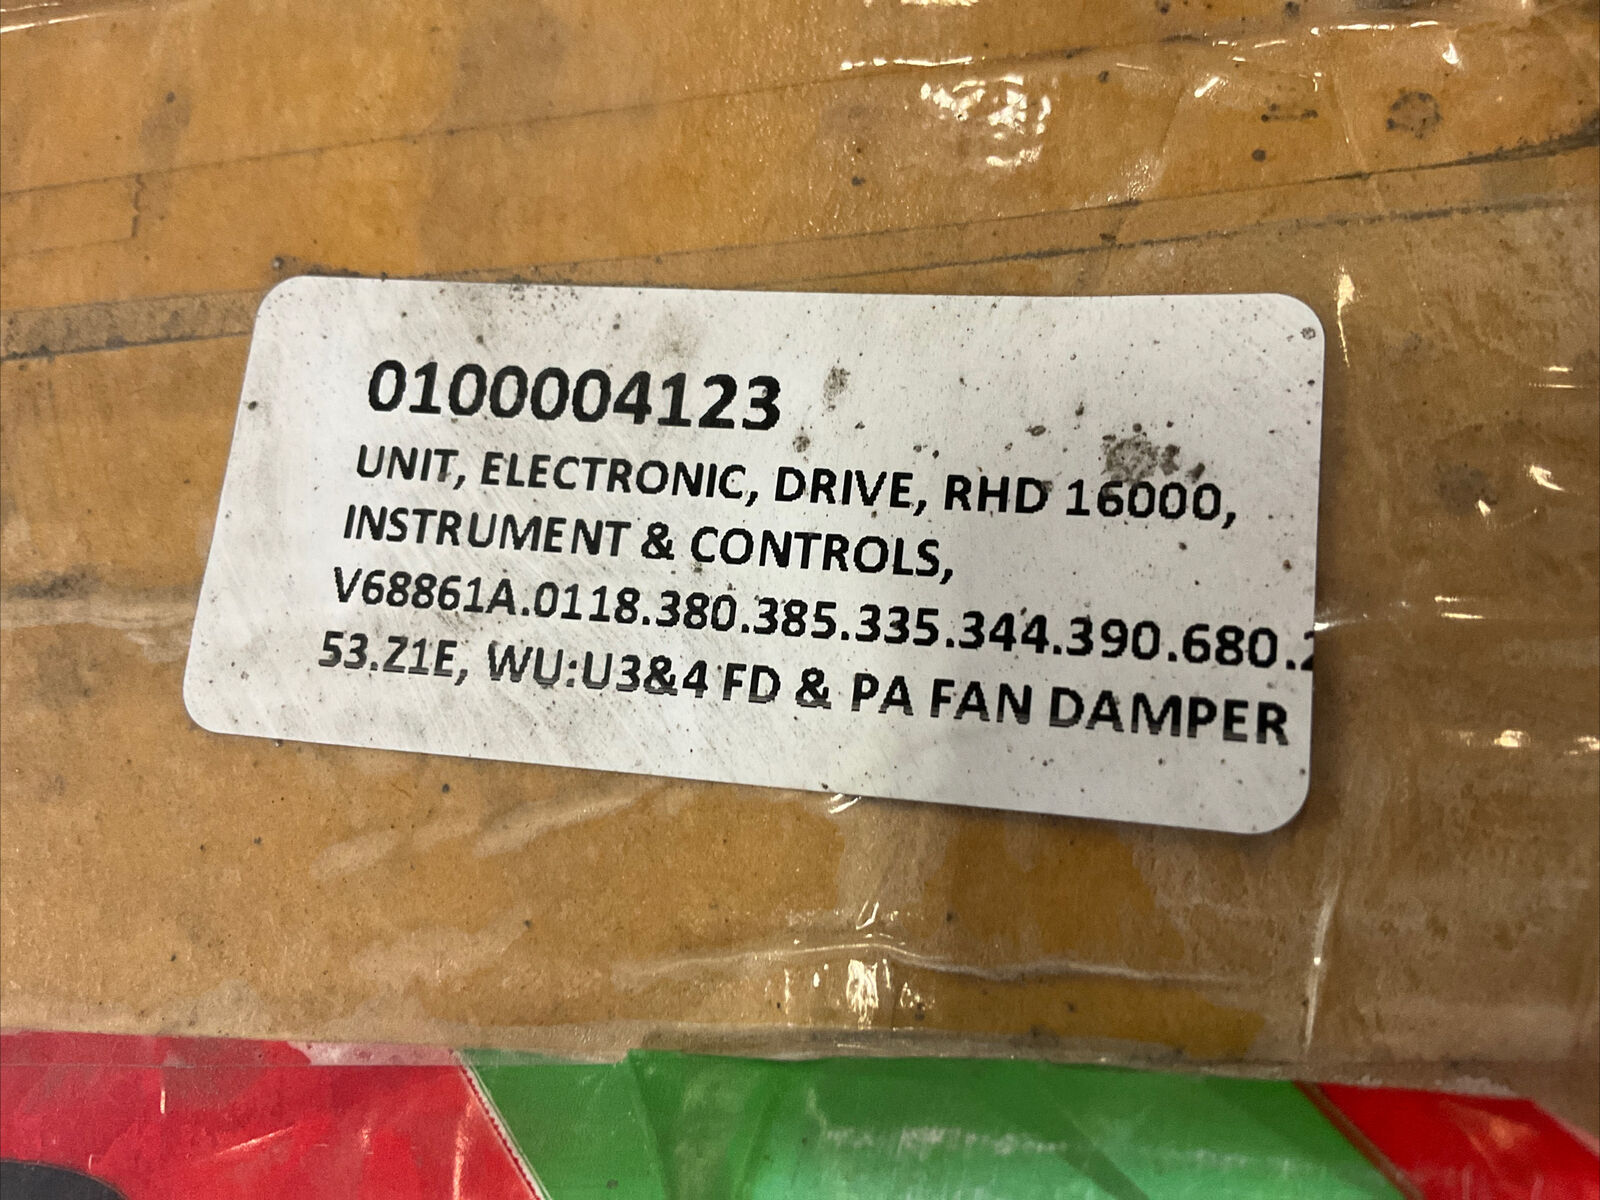 0100004123
UNIT, ELECTRONIC, DRIVE, RHD 16000,
INSTRUMENT & CONTROLS,
V68861A.0118.380.385.335.344.390.680.2
53.Z1E, WU:U3&4 FD & PA FAN DAMPER